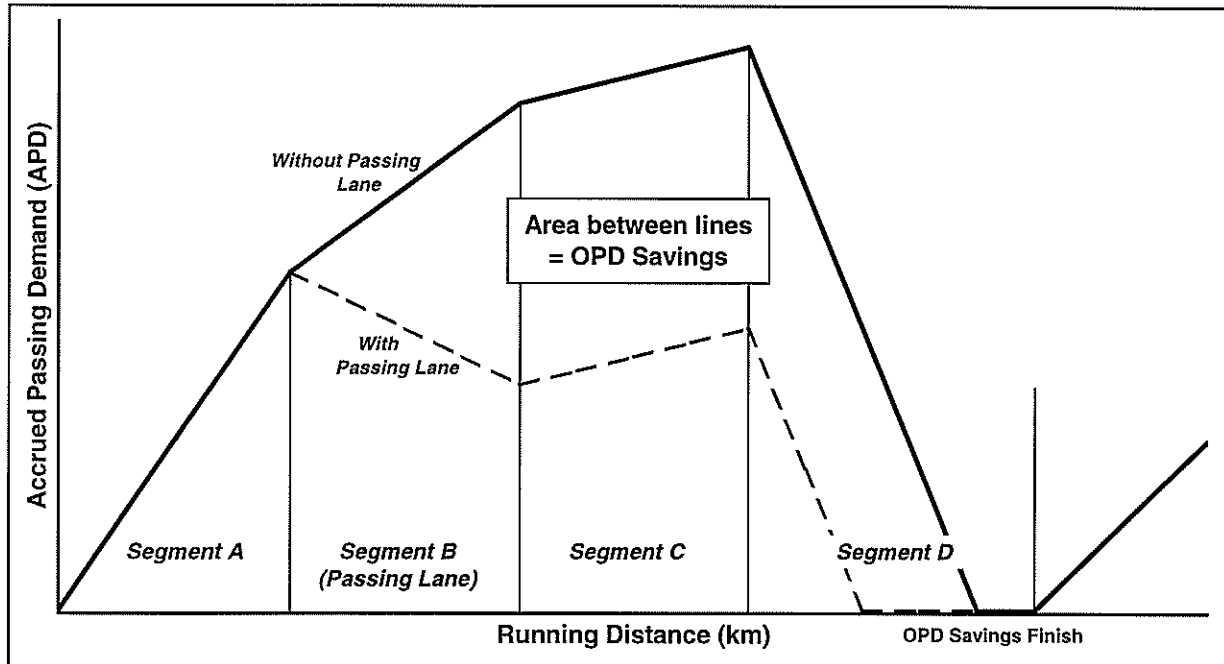 Accrued Passing Demand (APD)
Without Passing
Lane
Area between lines
= OPD Savings
With
Passing Lane
Segment A
Segment B
(Passing Lane)
Segment C
Segment D
Running Distance (km)
OPD Savings Finish